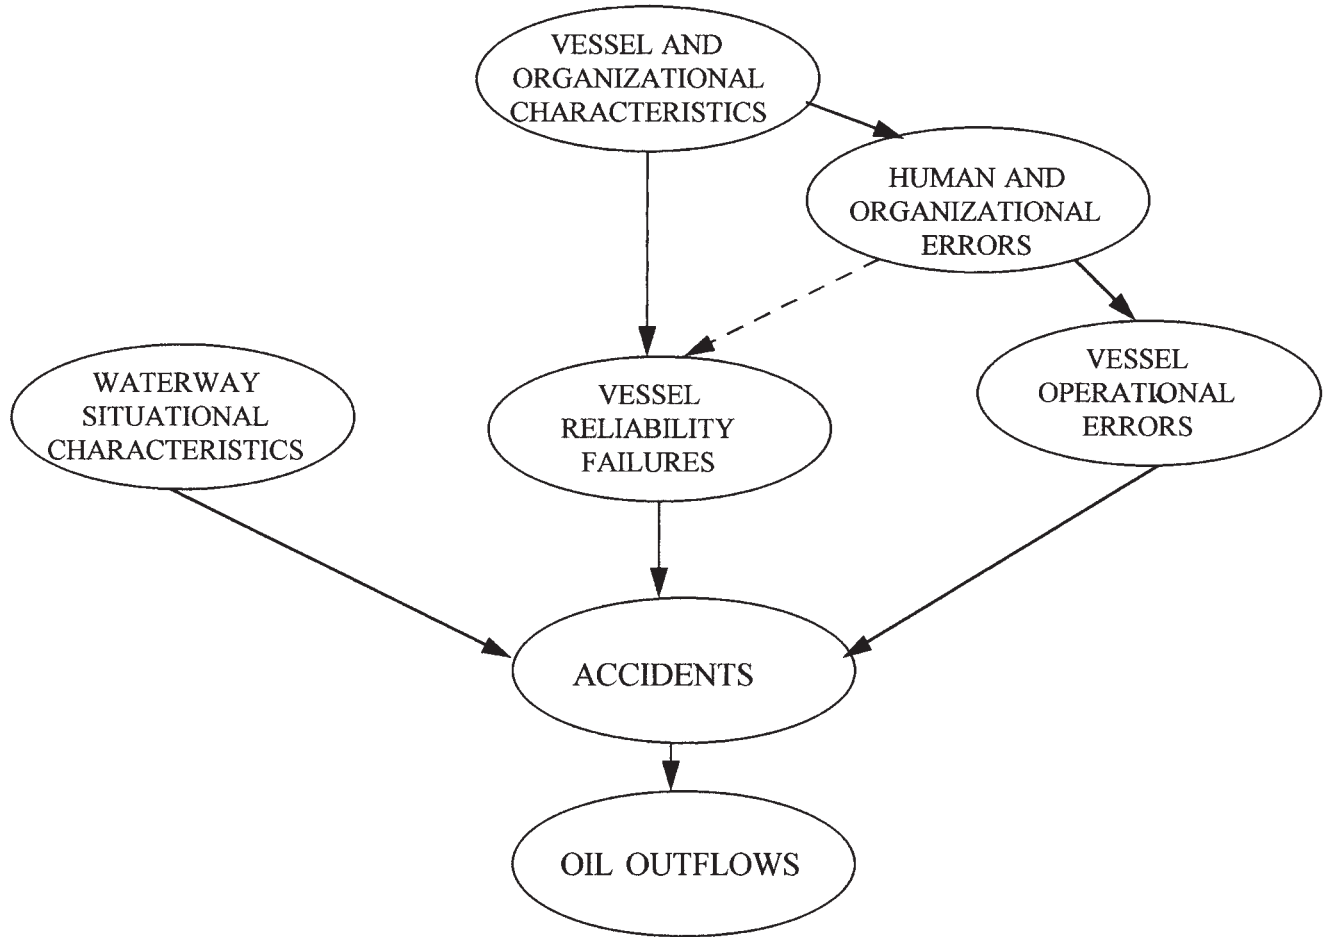 VESSEL AND
ORGANIZATIONAL
CHARACTERISTICS
HUMAN AND
ORGANIZATIONAL
ERRORS
WATERWAY
SITUATIONAL
CHARACTERISTICS
VESSEL
RELIABILITY
FAILURES
VESSEL
OPERATIONAL
ERRORS
ACCIDENTS
OIL OUTFLOWS